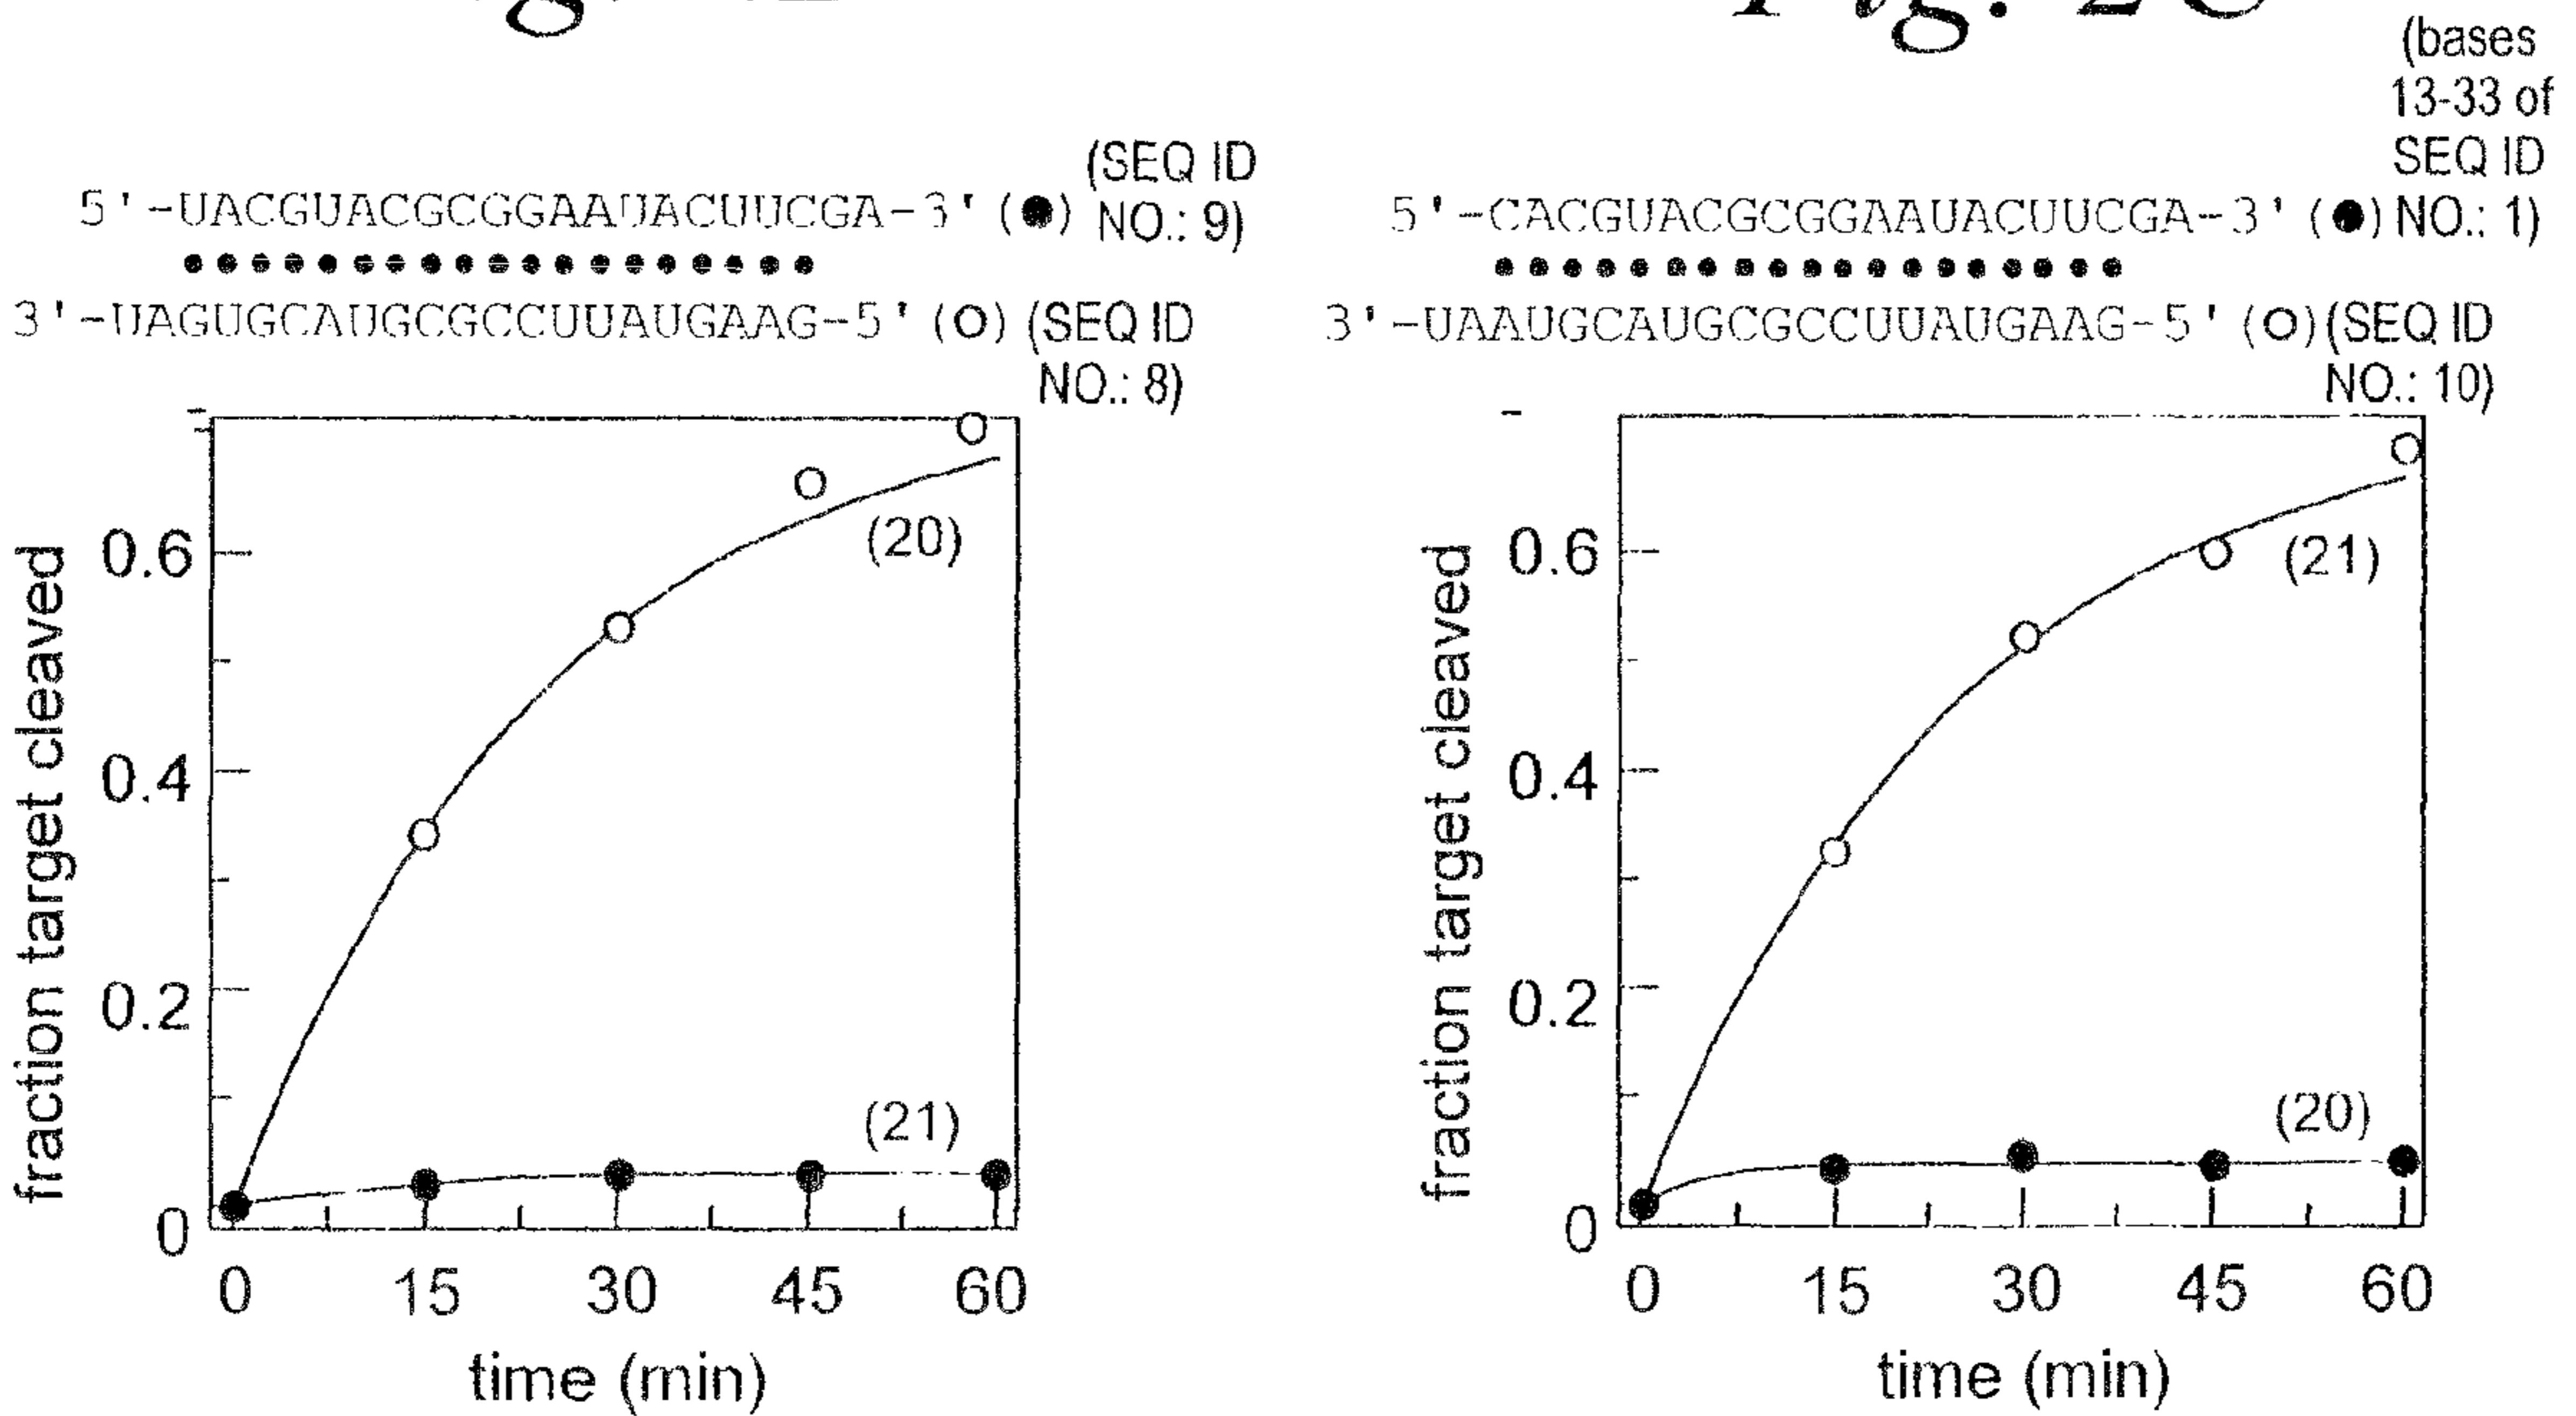 Fig. 2G
(bases
13-33 of
SEQ ID
NO.: 1)
(SEQ ID
NO.: 9)
5'-UACGUACGCGGAAUACUUCGA-3' (●)
3'-UAGUGCAUGCGCCUUAUGAAG-5' (○) (SEQ ID
NO.: 8)
5'-CACGUACGCGGAAUACUUCGA-3' (●)
3'-UAAUGCAUGCGCCUUAUGAAG-5' (○) (SEQ ID
NO.: 10)
fraction target cleaved
0.6
0.4
0.2
0
(20)
(21)
0 15 30 45 60
time (min)
fraction target cleaved
0.6
0.4
0.2
0
(21)
(20)
0 15 30 45 60
time (min)